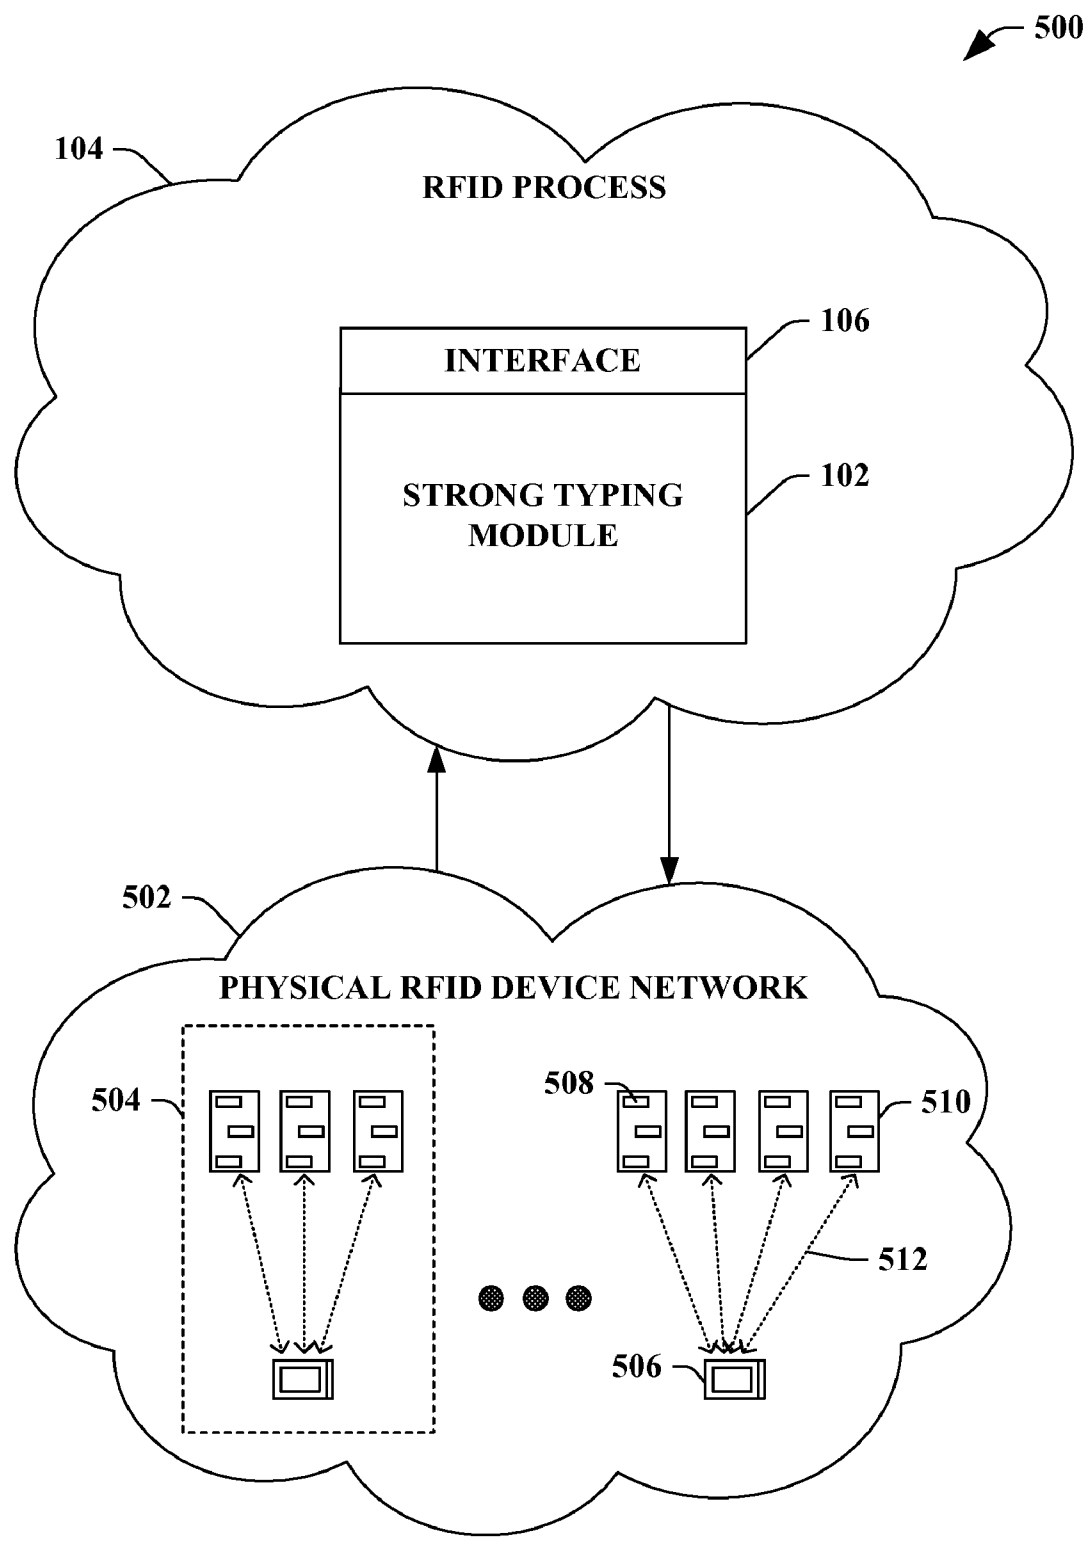 500
104
RFID PROCESS
106
INTERFACE
102
STRONG TYPING
MODULE
502
PHYSICAL RFID DEVICE NETWORK
504
508
510
512
506